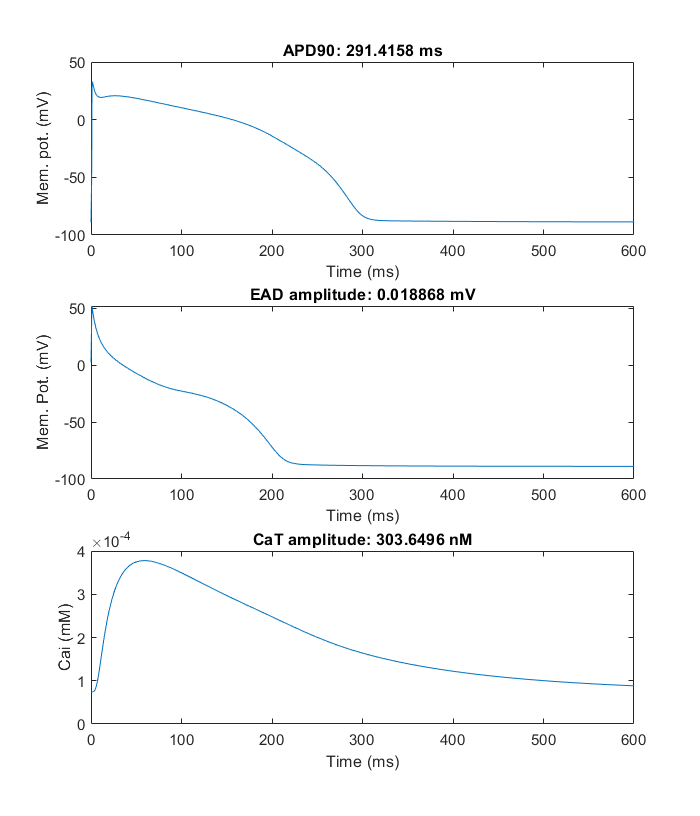 APD90: 291.4158 ms
50
0
-50
-100
Mem. pot. (mV)
0 100 200 300 400 500 600
Time (ms)
EAD amplitude: 0.018868 mV
50
0
-50
-100
Mem. Pot. (mV)
0 100 200 300 400 500 600
Time (ms)
CaT amplitude: 303.6496 nM
×10⁻⁴
4
3
2
1
0
Cai (mM)
0 100 200 300 400 500 600
Time (ms)